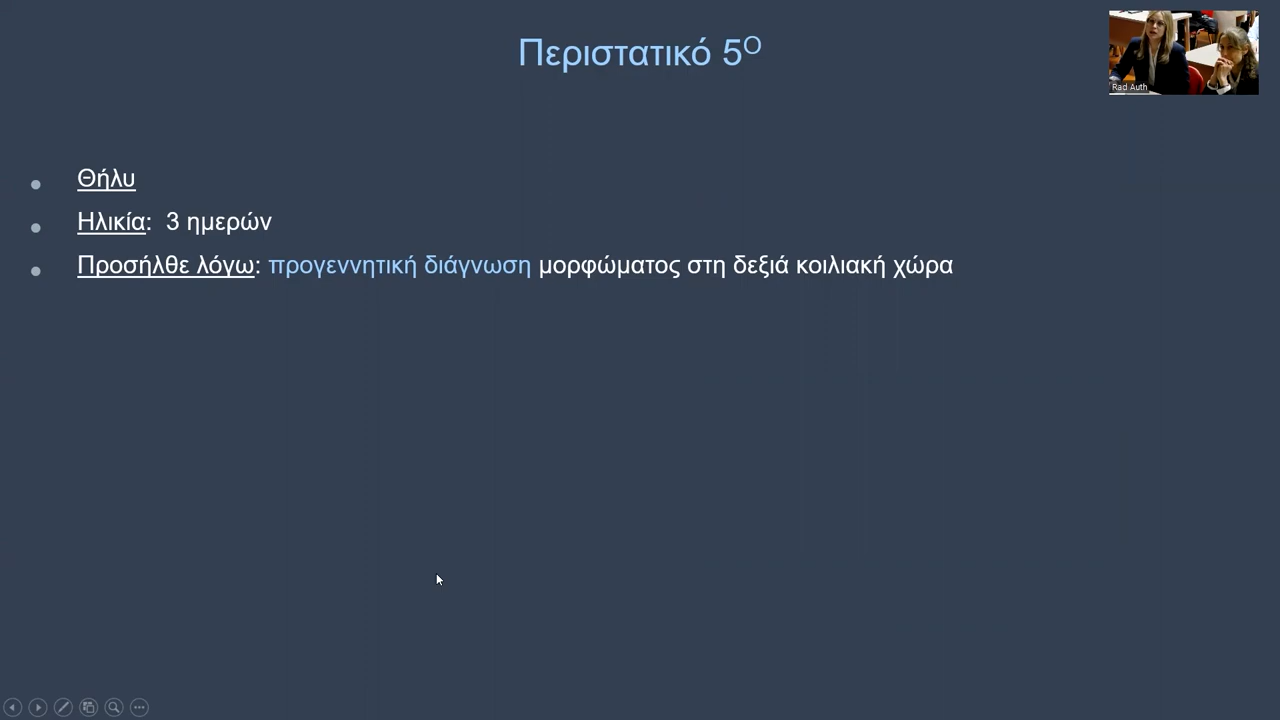 Περιστατικό 5Ο
Rad Auth
Θήλυ
Ηλικία: 3 ημερών
Προσήλθε λόγω: προγεννητική διάγνωση μορφώματος στη δεξιά κοιλιακή χώρα